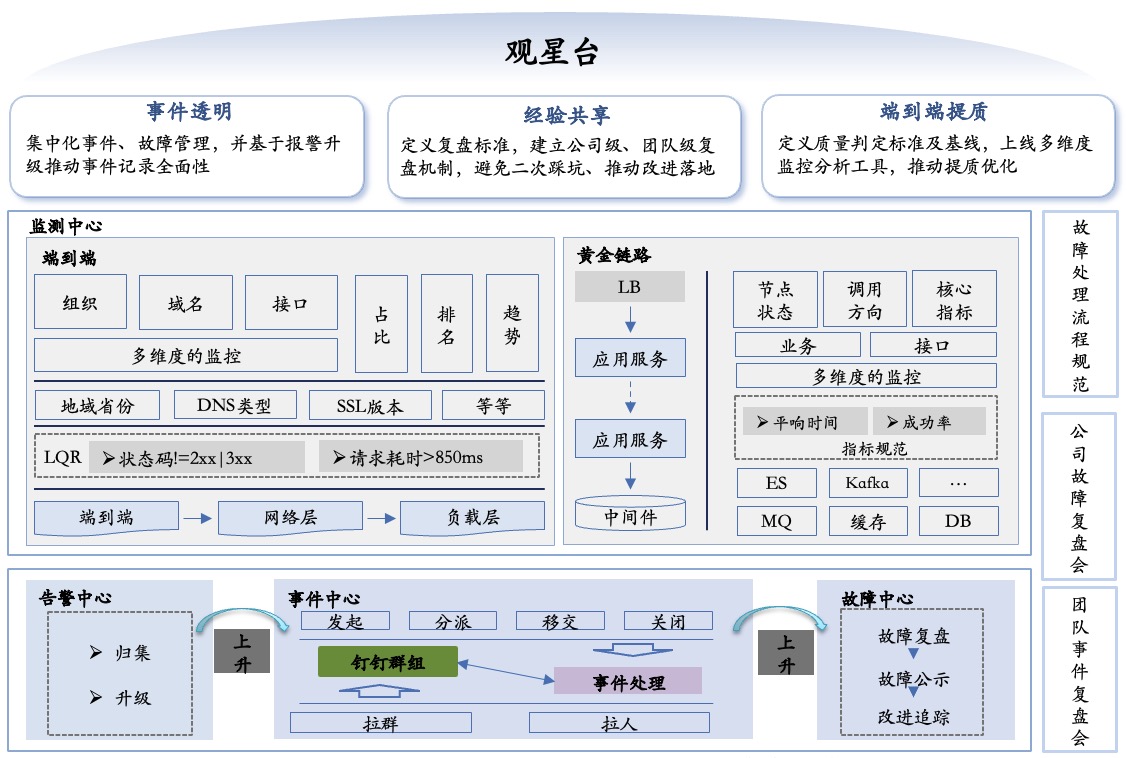 观星台
事件透明
集中化事件、故障管理，并基于报警升
级推动事件记录全面性
经验共享
定义复盘标准，建立公司级、团队级复
盘机制，避免二次踩坑、推动改进落地
端到端提质
定义质量判定标准及基线，上线多维度
监控分析工具，推动提质优化
监测中心
端到端
组织
域名
接口
占
比
排
名
趋
势
多维度的监控
地域省份
DNS类型
SSL版本
等等
LQR
➢状态码!=2xx|3xx
➢请求耗时>850ms
端到端
网络层
负载层
黄金链路
LB
应用服务
应用服务
中间件
节点
状态
调用
方向
核心
指标
业务
接口
多维度的监控
➢平响时间
➢成功率
指标规范
ES
Kafka
…
MQ
缓存
DB
告警中心
➢ 归集
➢ 升级
上
升
事件中心
发起
分派
移交
关闭
钉钉群组
事件处理
拉群
拉人
上
升
故障中心
故障复盘
故障公示
改进追踪
故
障
处
理
流
程
规
范
公
司
故
障
复
盘
会
团
队
事
件
复
盘
会